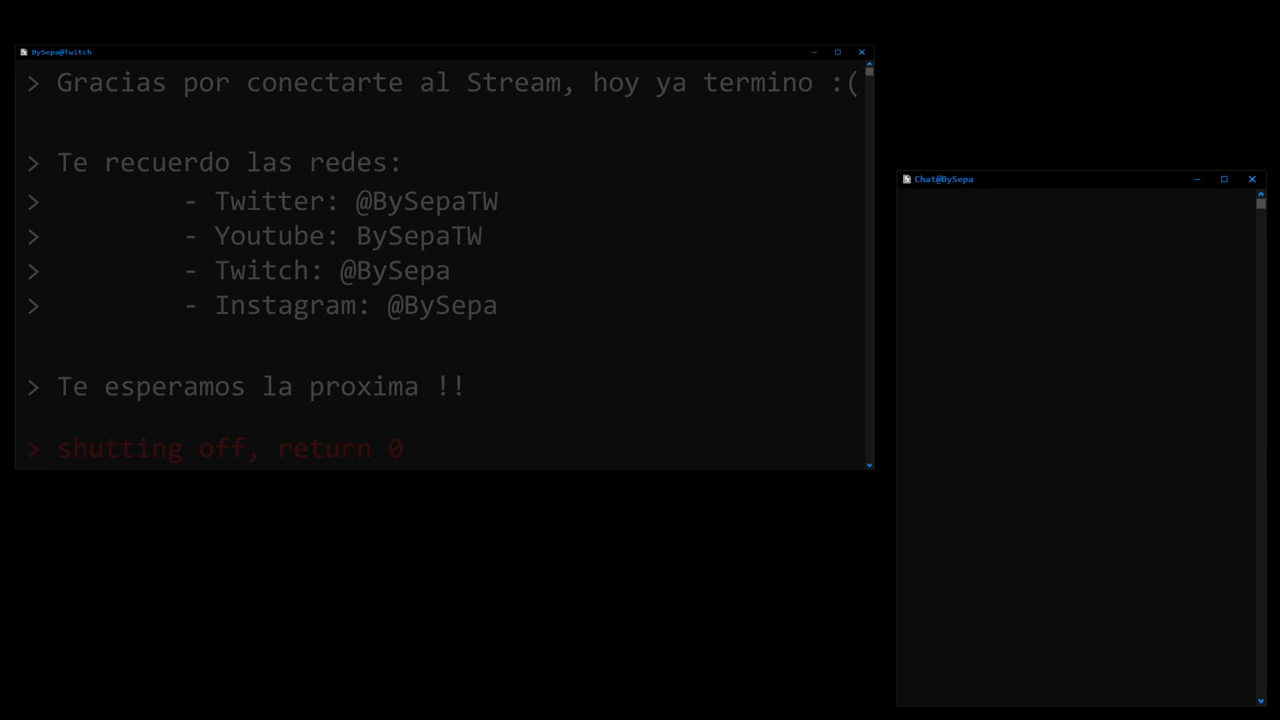 BySepa@Twitch
> Gracias por conectarte al Stream, hoy ya termino :(
> Te recuerdo las redes:
> - Twitter: @BySepaTW
> - Youtube: BySepaTW
> - Twitch: @BySepa
> - Instagram: @BySepa
> Te esperamos la proxima !!
> shutting off, return 0
Chat@BySepa